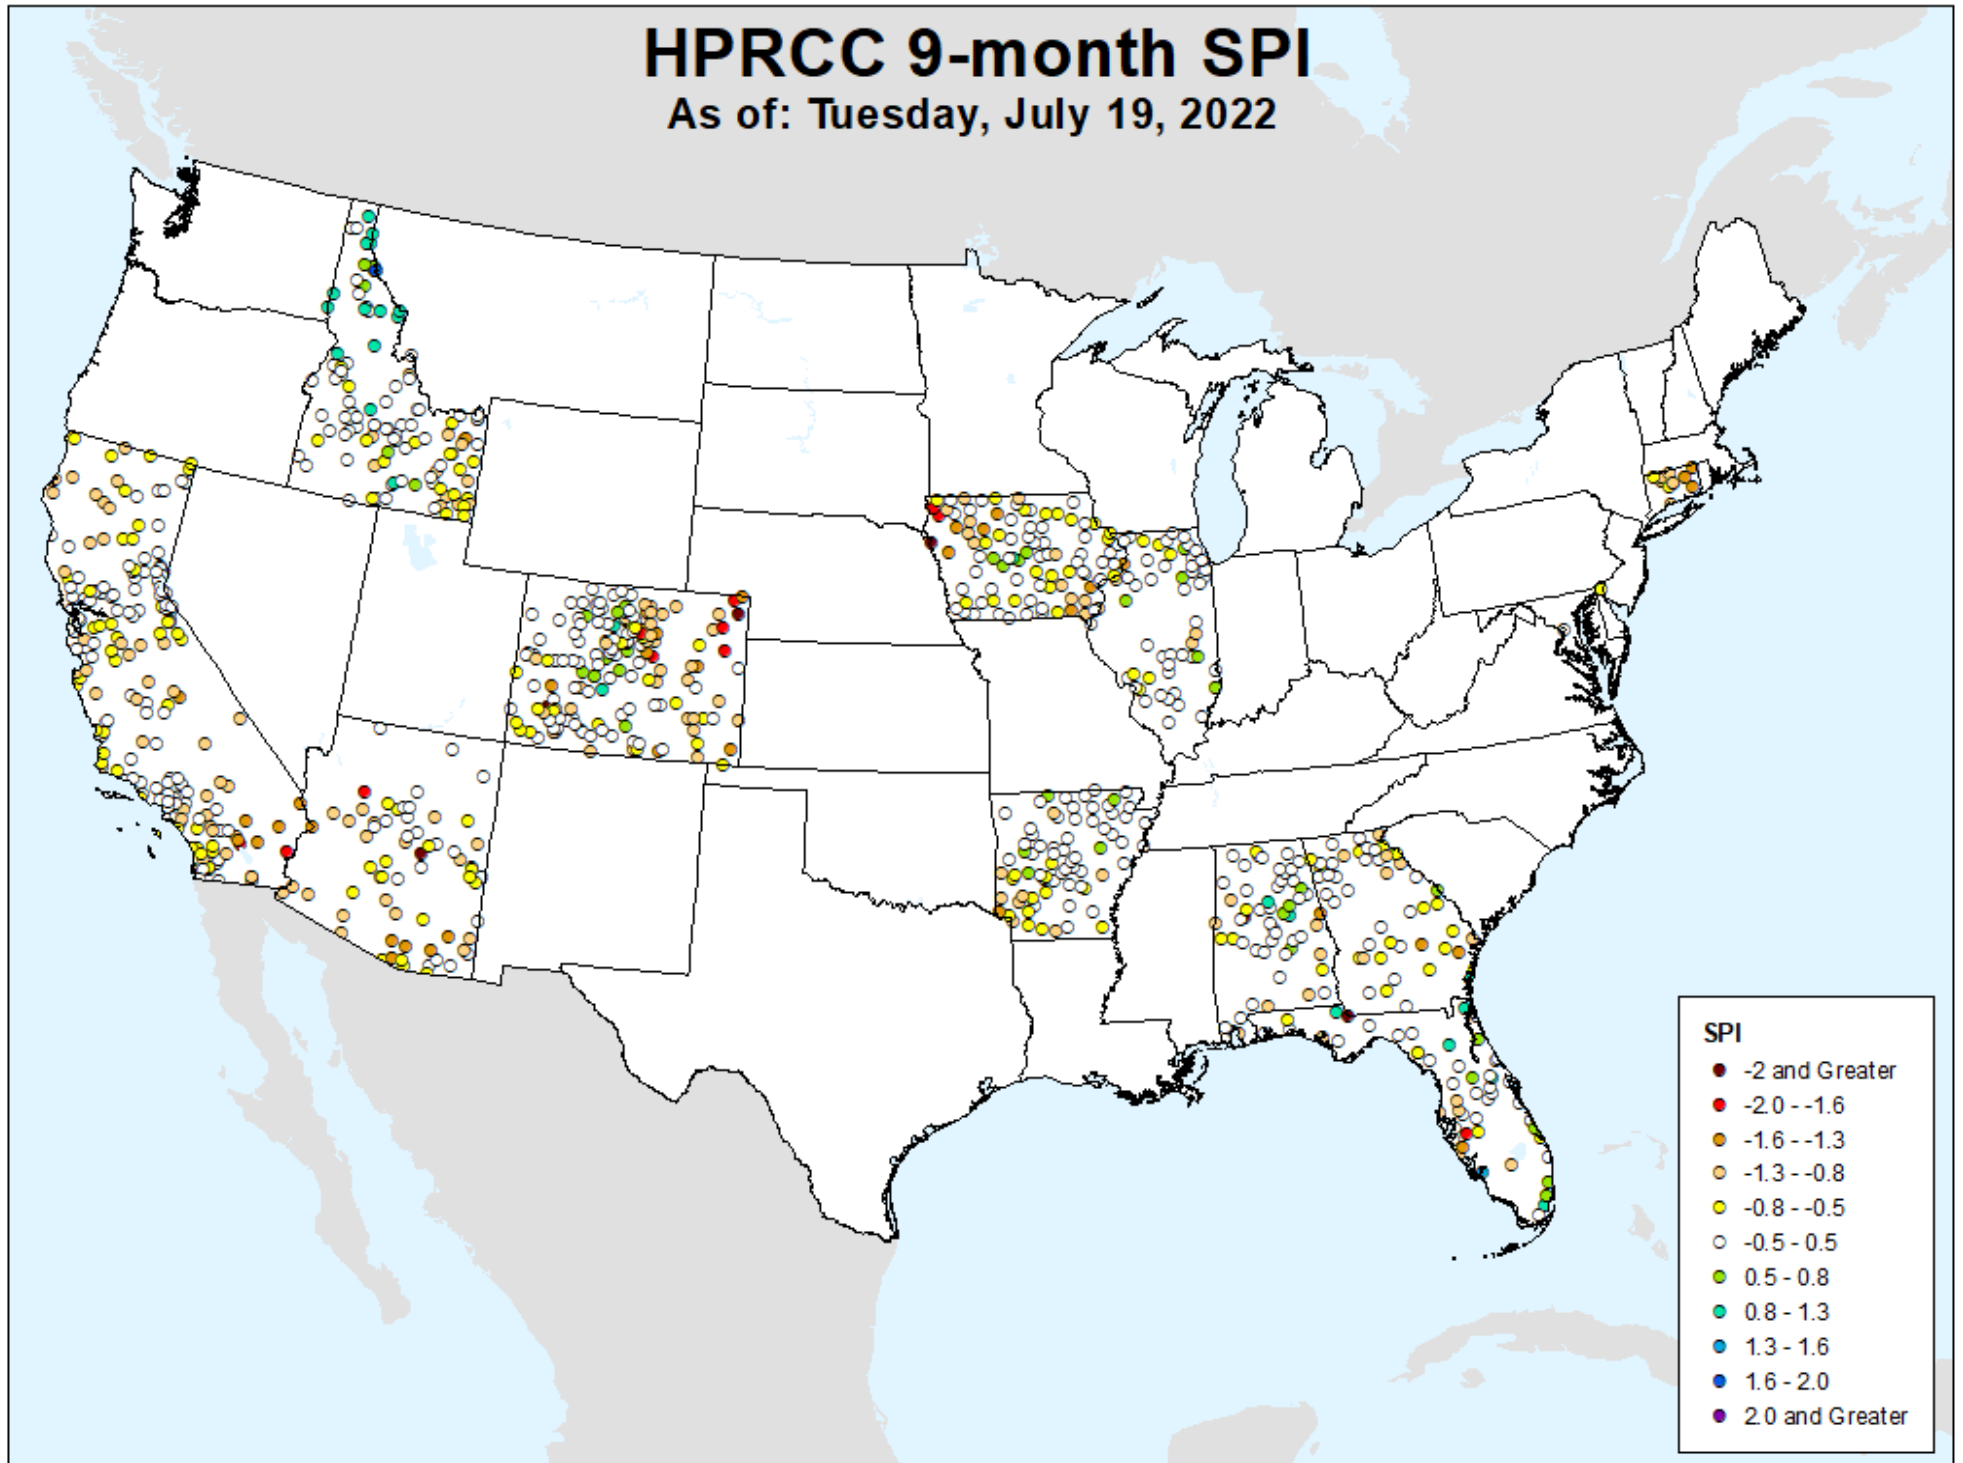 HPRCC 9-month SPI
As of: Tuesday, July 19, 2022
SPI
-2 and Greater
-2.0 - -1.6
-1.6 - -1.3
-1.3 - -0.8
-0.8 - -0.5
-0.5 - 0.5
0.5 - 0.8
0.8 - 1.3
1.3 - 1.6
1.6 - 2.0
2.0 and Greater